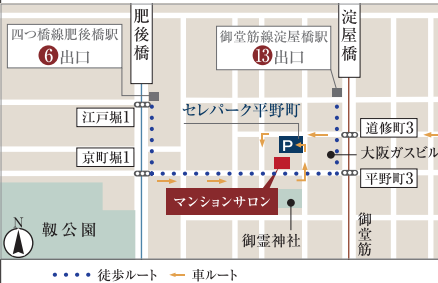 肥後橋
淀屋橋
四つ橋線肥後橋駅
6出口
御堂筋線淀屋橋駅
13出口
江戸堀1
セレパーク平野町
道修町3
P
京町堀1
大阪ガスビル
平野町3
マンションサロン
N
靱公園
御霊神社
御堂筋
徒歩ルート
車ルート